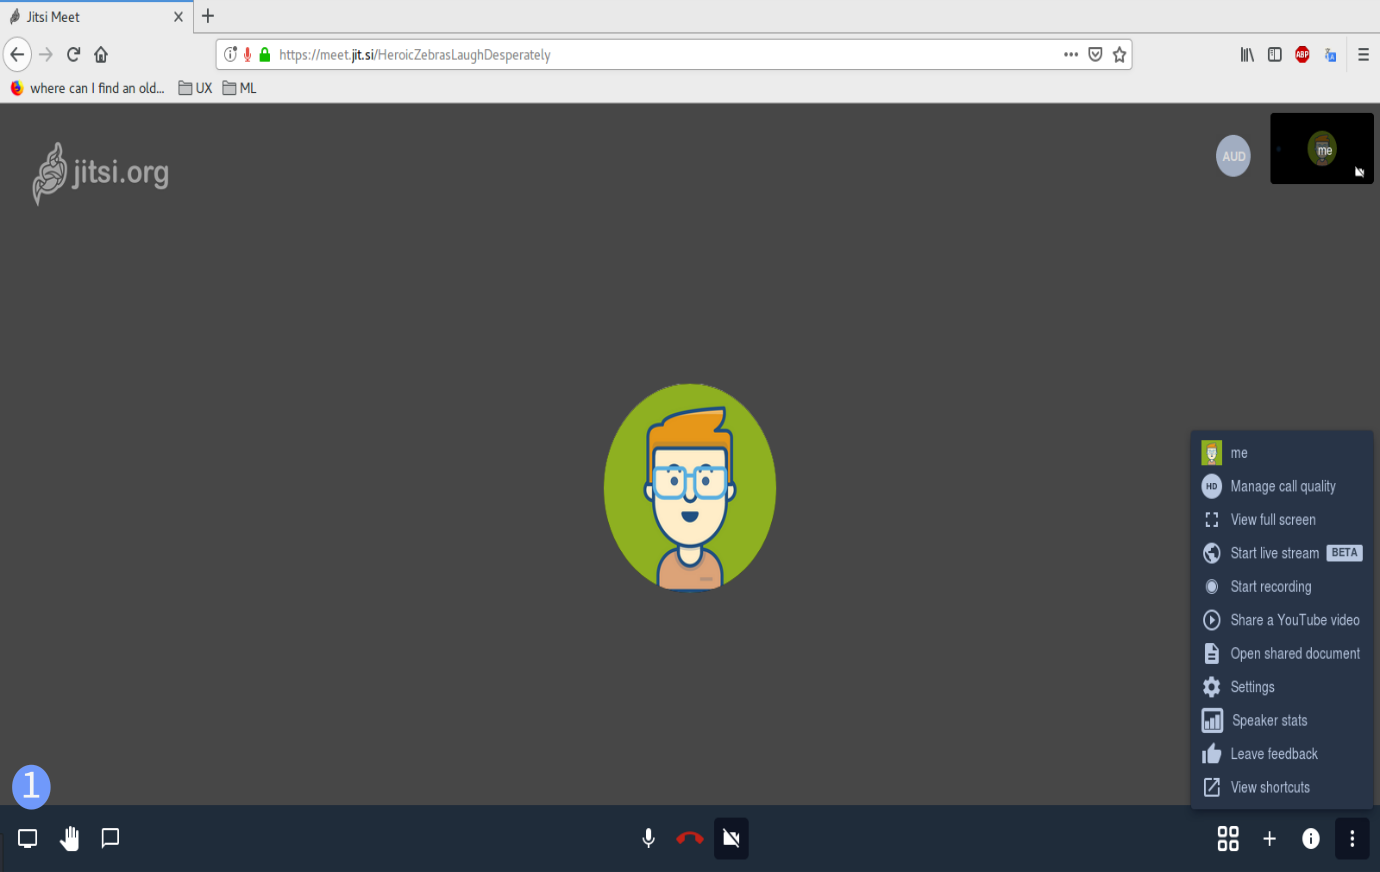 Jitsi Meet
https://meet.jit.si/HeroicZebrasLaughDesperately
ABP
where can I find an old...
UX
ML
jitsi.org
AUD
me
me
HD
Manage call quality
View full screen
Start live stream BETA
Start recording
Share a YouTube video
Open shared document
Settings
Speaker stats
Leave feedback
View shortcuts
1